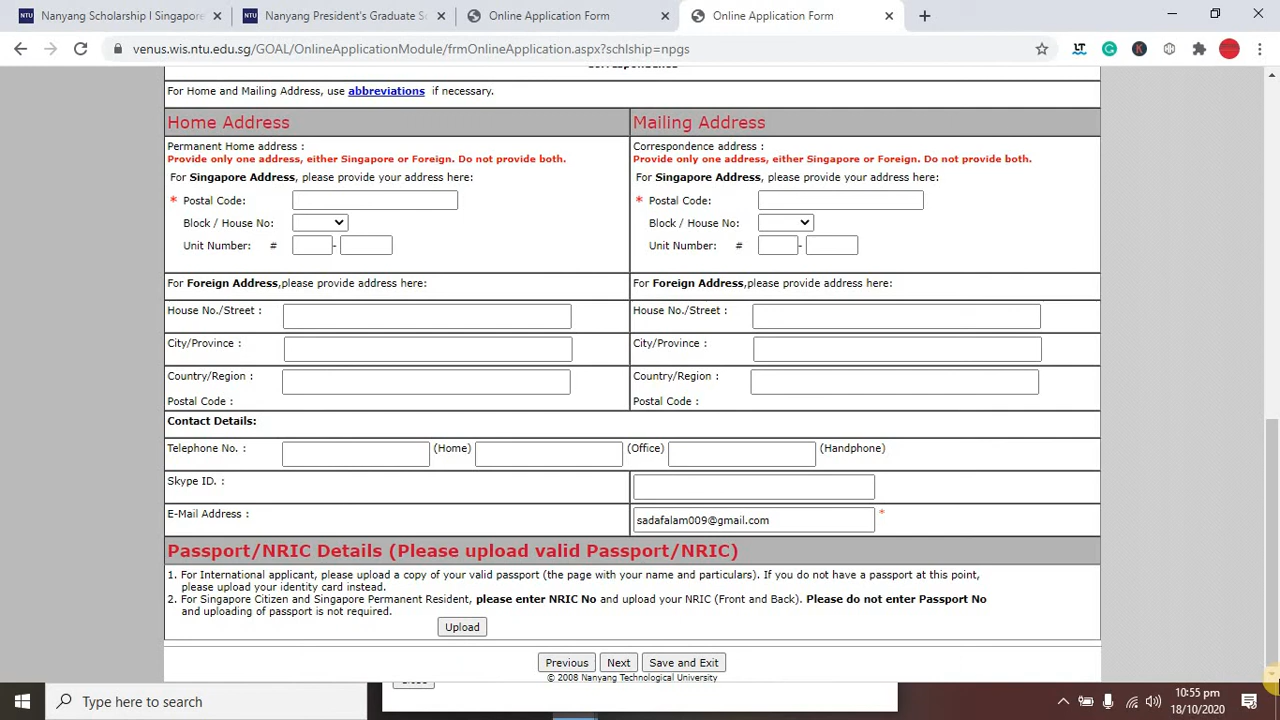 Nanyang Scholarship I Singapore
Nanyang President's Graduate S
Online Application Form
Online Application Form
venus.wis.ntu.edu.sg/GOAL/OnlineApplicationModule/frmOnlineApplication.aspx?schlship=npgs
For Home and Mailing Address, use abbreviations if necessary.
Home Address
Mailing Address
Permanent Home address :
Correspondence address :
Provide only one address, either Singapore or Foreign. Do not provide both.
Provide only one address, either Singapore or Foreign. Do not provide both.
For Singapore Address, please provide your address here:
For Singapore Address, please provide your address here:
* Postal Code:
* Postal Code:
Block / House No:
Block / House No:
Unit Number: # -
Unit Number: # -
For Foreign Address,please provide address here:
For Foreign Address,please provide address here:
House No./Street :
House No./Street :
City/Province :
City/Province :
Country/Region :
Country/Region :
Postal Code :
Postal Code :
Contact Details:
Telephone No. : (Home) (Office) (Handphone)
Skype ID. :
E-Mail Address : sadafalam009@gmail.com *
Passport/NRIC Details (Please upload valid Passport/NRIC)
1. For International applicant, please upload a copy of your valid passport (the page with your name and particulars). If you do not have a passport at this point,
please upload your identity card instead.
2. For Singapore Citizen and Singapore Permanent Resident, please enter NRIC No and upload your NRIC (Front and Back). Please do not enter Passport No
and uploading of passport is not required.
Upload
Previous Next Save and Exit
© 2008 Nanyang Technological University
Type here to search
10:55 pm
18/10/2020